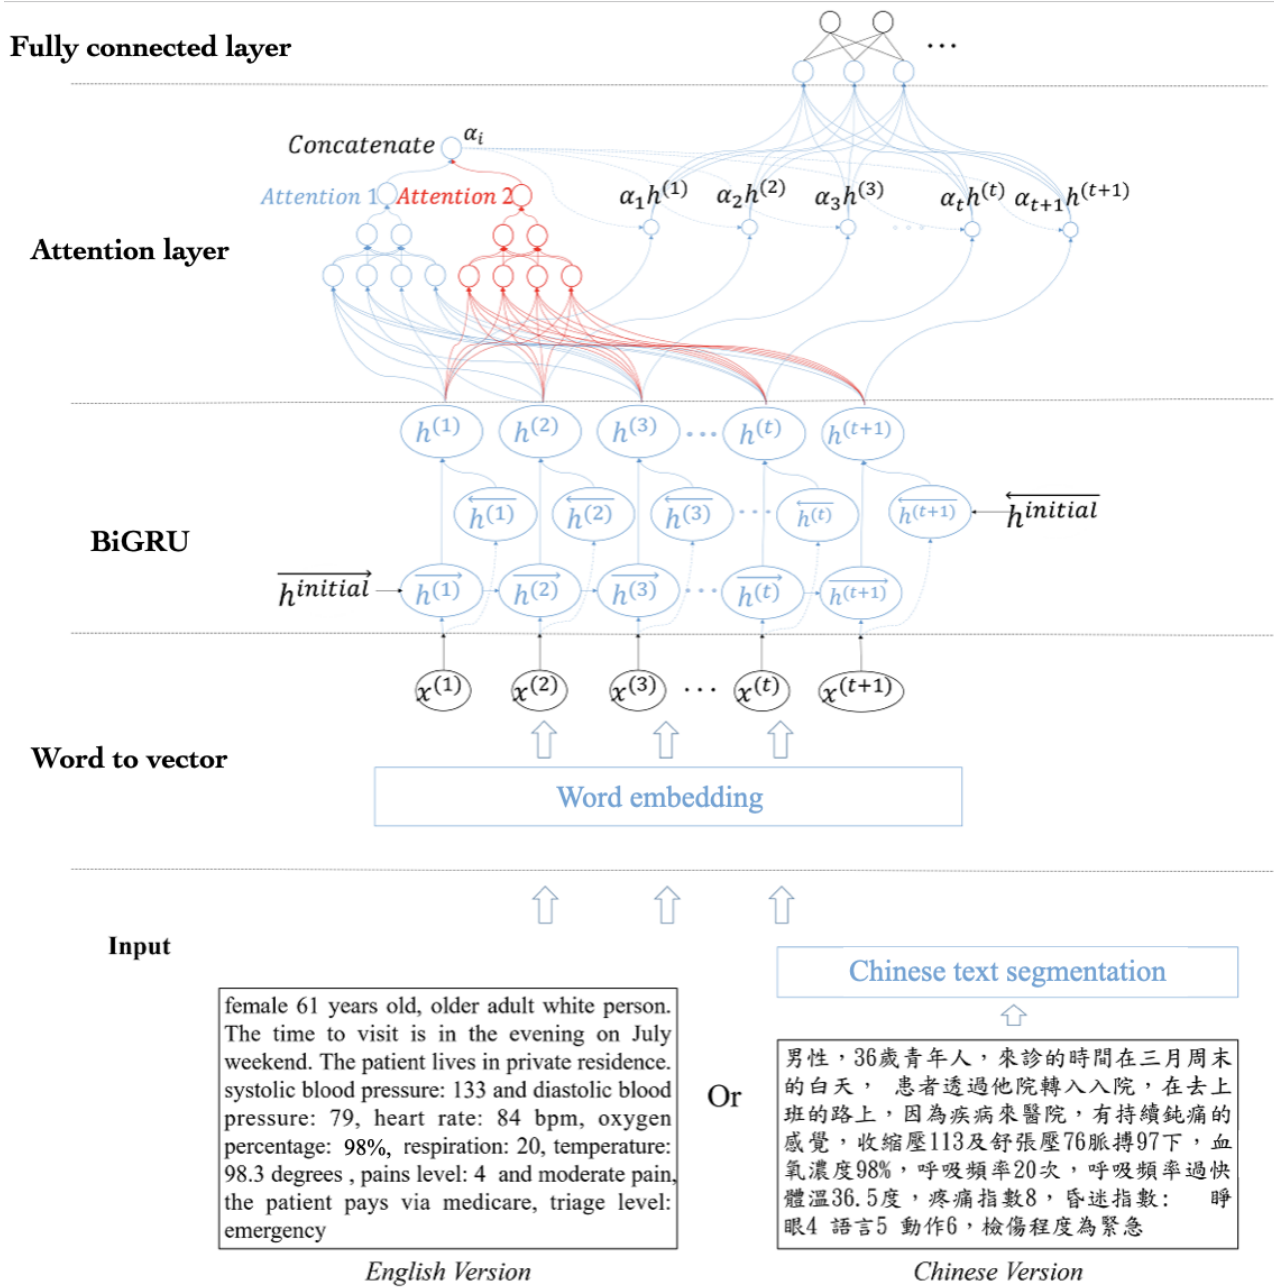 Fully connected layer
...
Concatenate α_i
Attention 1 Attention 2
α_1h^(1) α_2h^(2) α_3h^(3) ... α_th^(t) α_{t+1}h^(t+1)
Attention layer
h^(1) h^(2) h^(3) ... h^(t) h^(t+1)
BiGRU
←h^(1) ←h^(2) ←h^(3) ... ←h^(t) ←h^(t+1) ←h^initial
→h^initial →h^(1) →h^(2) →h^(3) ... →h^(t) →h^(t+1)
x^(1) x^(2) x^(3) ... x^(t) x^(t+1)
Word to vector
Word embedding
Input
Chinese text segmentation
female 61 years old, older adult white person.
The time to visit is in the evening on July
weekend. The patient lives in private residence.
systolic blood pressure: 133 and diastolic blood
pressure: 79, heart rate: 84 bpm, oxygen
percentage: 98%, respiration: 20, temperature:
98.3 degrees , pains level: 4 and moderate pain,
the patient pays via medicare, triage level:
emergency
English Version
Or
男性，36歲青年人，來診的時間在三月周末
的白天， 患者透過他院轉入入院，在去上
班的路上，因為疾病來醫院，有持續鈍痛的
感覺，收縮壓113及舒張壓76脈搏97下，血
氧濃度98%，呼吸頻率20次，呼吸頻率過快
體溫36.5度，疼痛指數8，昏迷指數： 睜
眼4 語言5 動作6，檢傷程度為緊急
Chinese Version